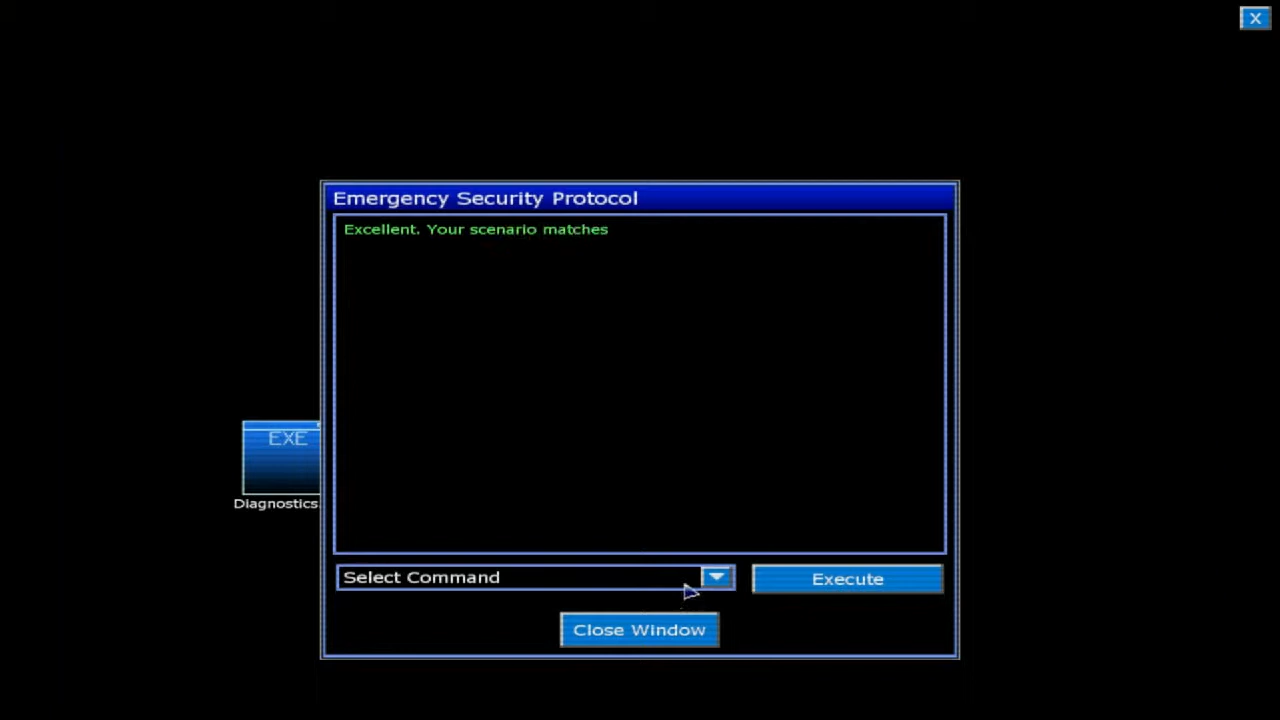 X
Emergency Security Protocol
Excellent. Your scenario matches
EXE
Diagnostics.
Select Command
Execute
Close Window